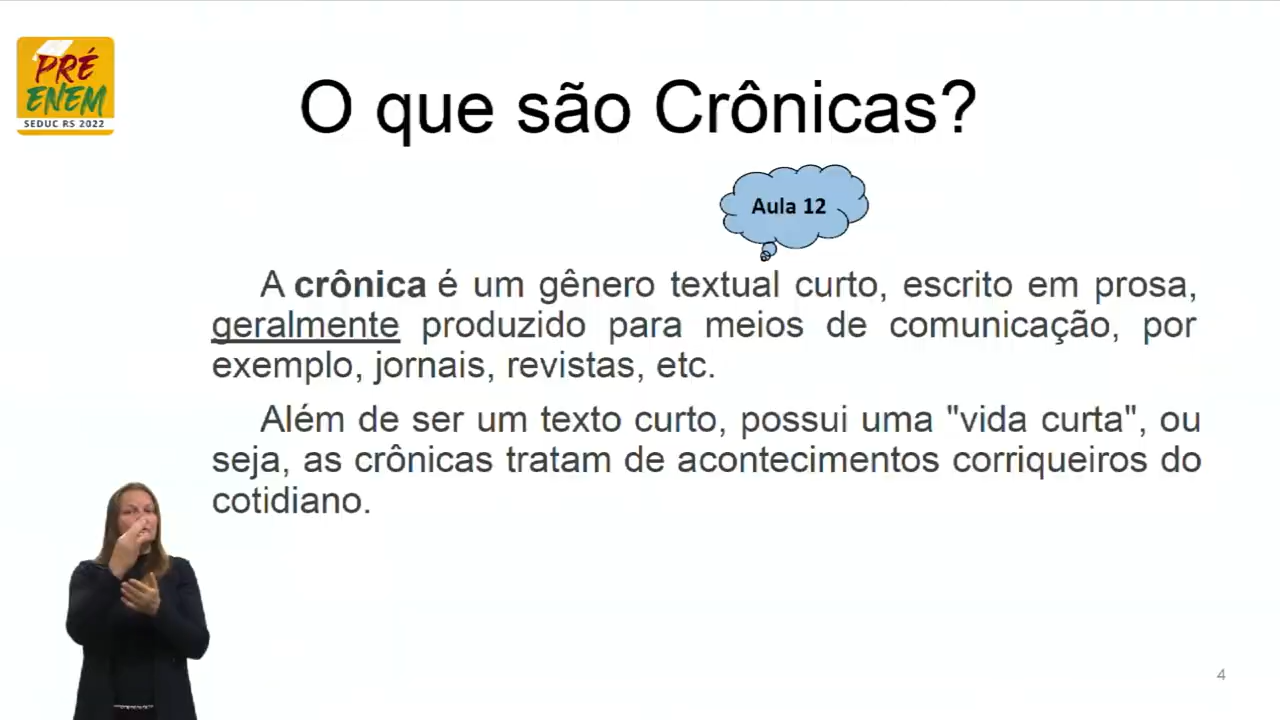 PRÉ
ENEM
SEDUC RS 2022
O que são Crônicas?
Aula 12
A crônica é um gênero textual curto, escrito em prosa,
geralmente produzido para meios de comunicação, por
exemplo, jornais, revistas, etc.
Além de ser um texto curto, possui uma "vida curta", ou
seja, as crônicas tratam de acontecimentos corriqueiros do
cotidiano.
4